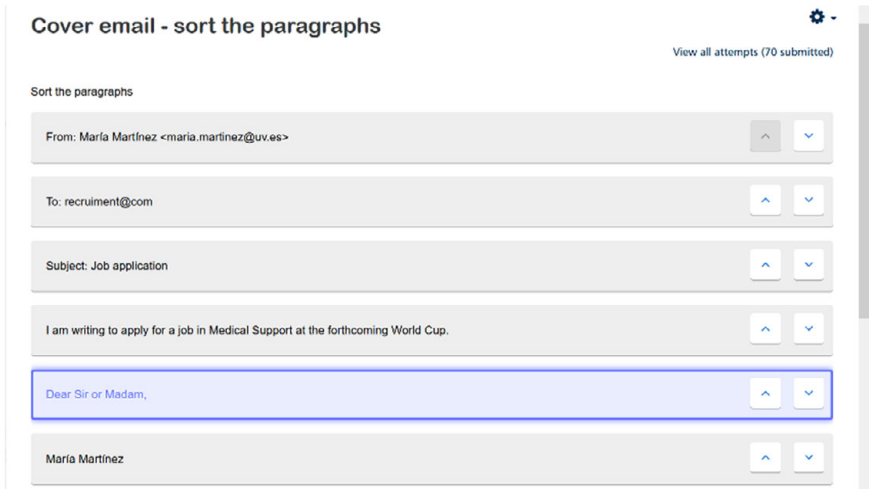 Cover email - sort the paragraphs
View all attempts (70 submitted)
Sort the paragraphs
From: María Martínez <maria.martinez@uv.es>
To: recruiment@com
Subject: Job application
I am writing to apply for a job in Medical Support at the forthcoming World Cup.
Dear Sir or Madam,
María Martínez